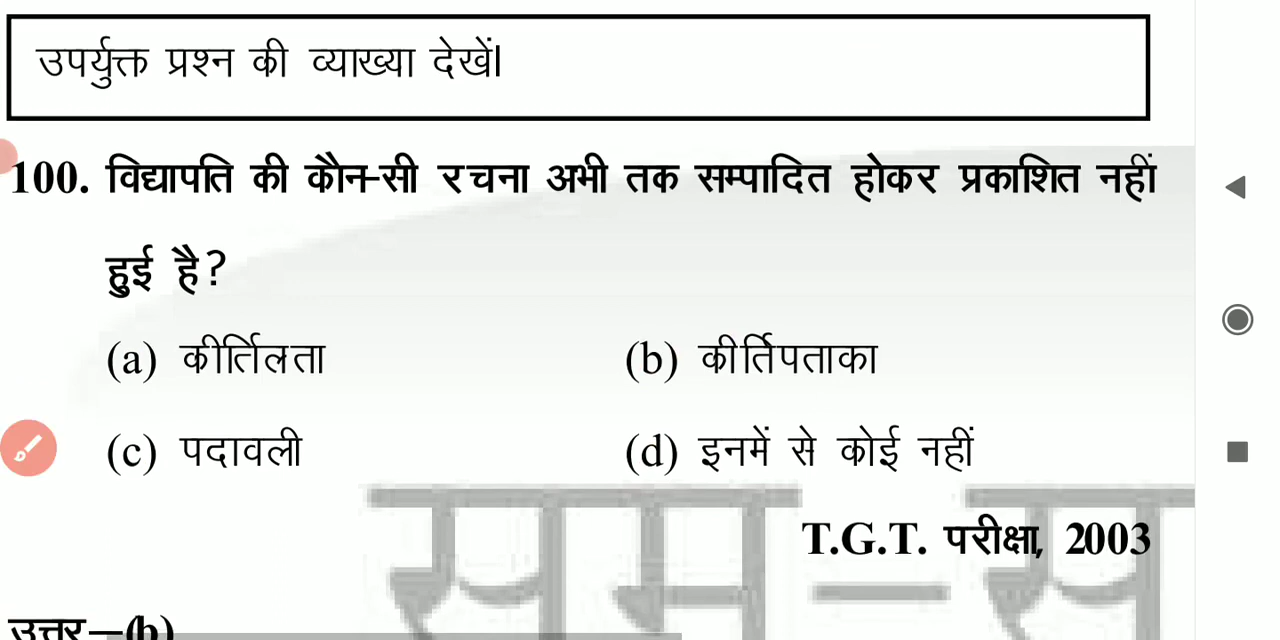 उपर्युक्त प्रश्न की व्याख्या देखें।
100. विद्यापति की कौन-सी रचना अभी तक सम्पादित होकर प्रकाशित नहीं
हुई है?
(a) कीर्तिलता (b) कीर्तिपताका
(c) पदावली (d) इनमें से कोई नहीं
T.G.T. परीक्षा, 2003
उत्तर–(b)